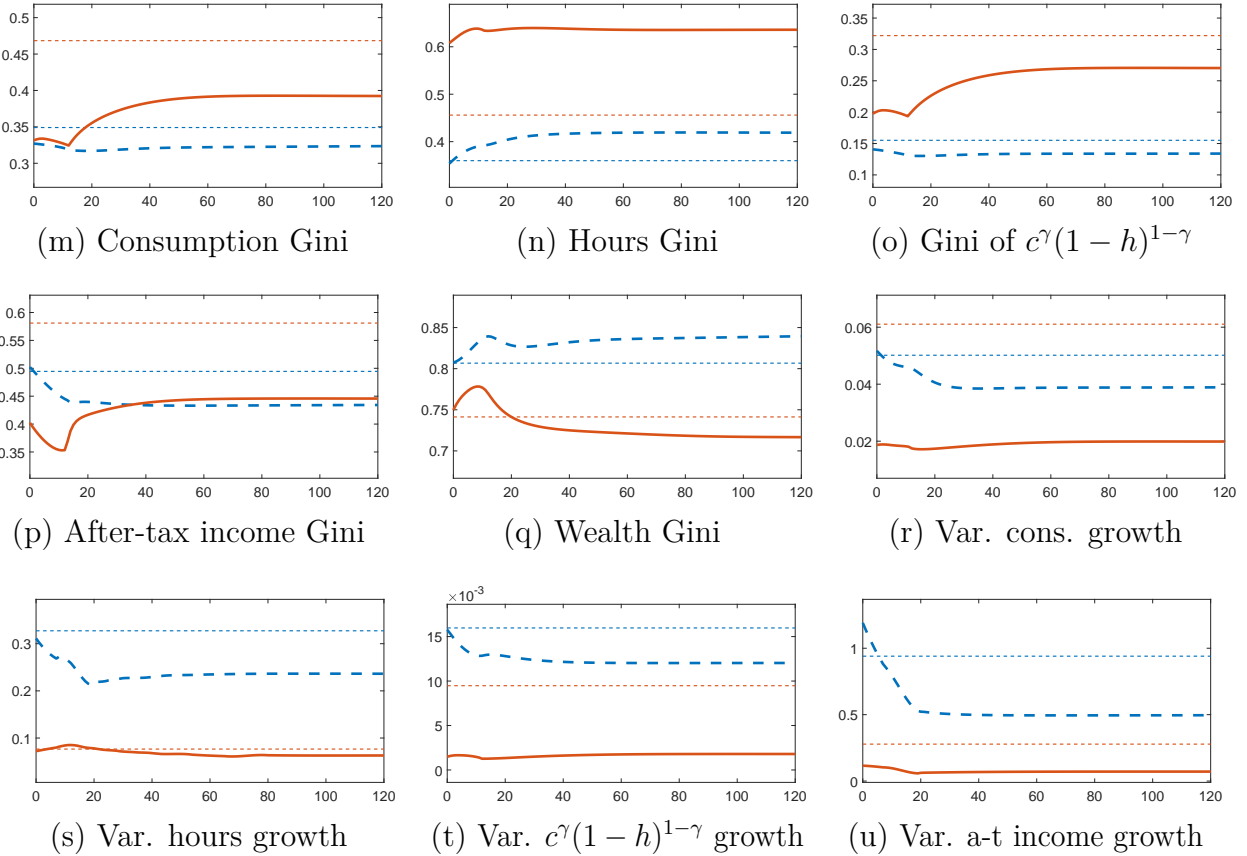 0.5
0.45
0.4
0.35
0.3
0 20 40 60 80 100 120
(m) Consumption Gini
0.6
0.5
0.4
0 20 40 60 80 100 120
(n) Hours Gini
0.35
0.3
0.25
0.2
0.15
0.1
0 20 40 60 80 100 120
(o) Gini of c^γ(1 − h)^{1−γ}
0.6
0.55
0.5
0.45
0.4
0.35
0 20 40 60 80 100 120
(p) After-tax income Gini
0.85
0.8
0.75
0.7
0 20 40 60 80 100 120
(q) Wealth Gini
0.06
0.04
0.02
0 20 40 60 80 100 120
(r) Var. cons. growth
0.3
0.2
0.1
0 20 40 60 80 100 120
(s) Var. hours growth
×10^{-3}
15
10
5
0
0 20 40 60 80 100 120
(t) Var. c^γ(1 − h)^{1−γ} growth
1
0.5
0
0 20 40 60 80 100 120
(u) Var. a-t income growth